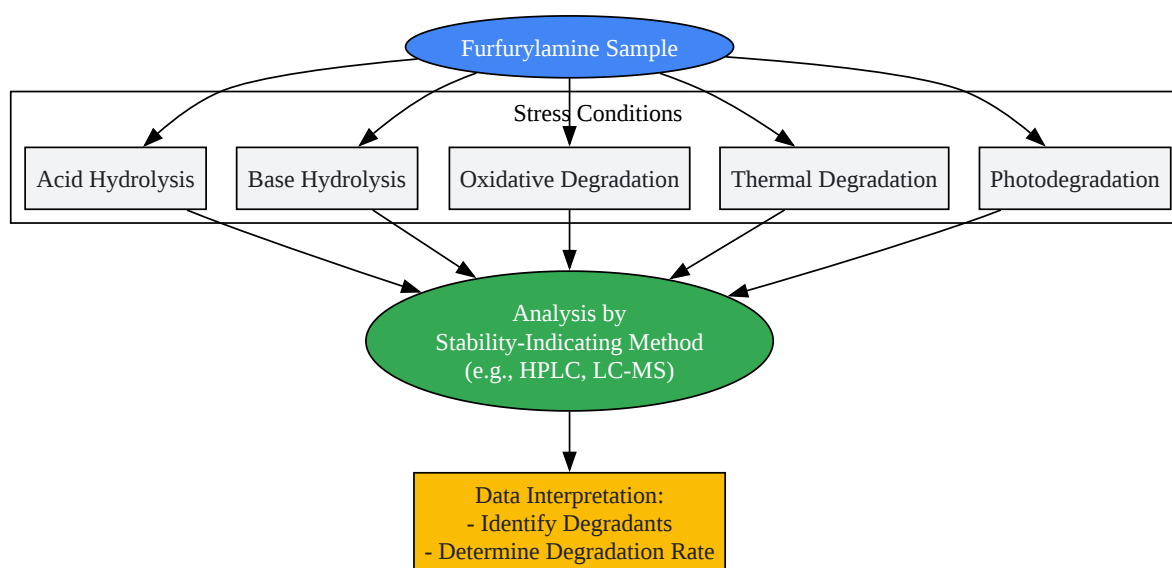 Furfurylamine Sample
Stress Conditions
Acid Hydrolysis
Base Hydrolysis
Oxidative Degradation
Thermal Degradation
Photodegradation
Analysis by
Stability-Indicating Method
(e.g., HPLC, LC-MS)
Data Interpretation:
- Identify Degradants
- Determine Degradation Rate